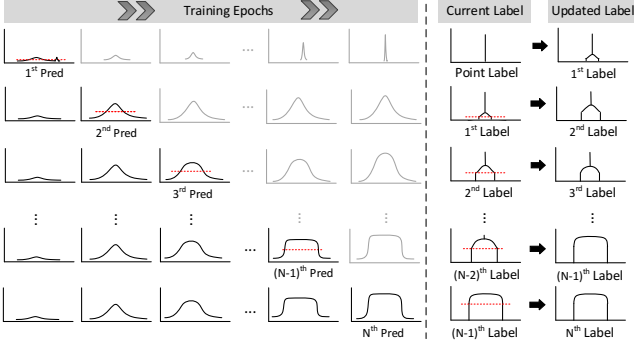 Training Epochs
Current Label
Updated Label
1st Pred
Point Label
1st Label
2nd Pred
1st Label
2nd Label
3rd Pred
2nd Label
3rd Label
(N-1)th Pred
(N-2)th Label
(N-1)th Label
Nth Pred
(N-1)th Label
Nth Label